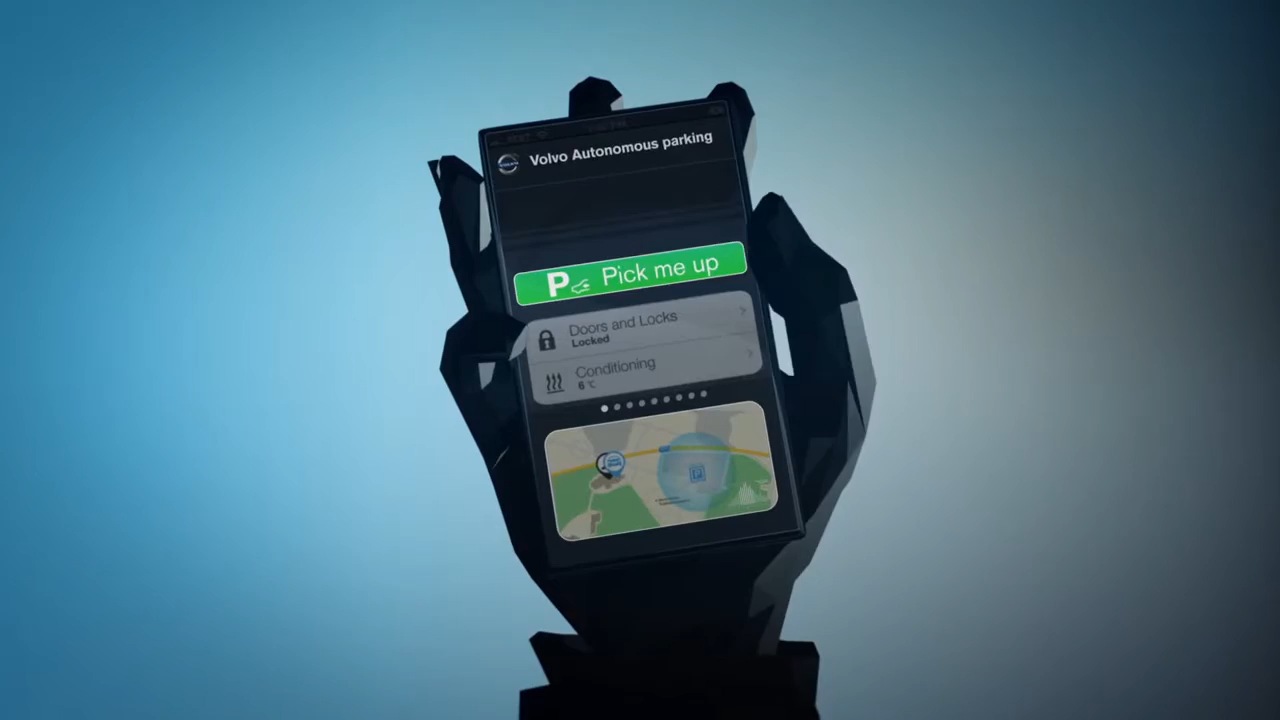 Volvo Autonomous parking
P Pick me up
Doors and Locks
Locked
Conditioning
6 °C
P